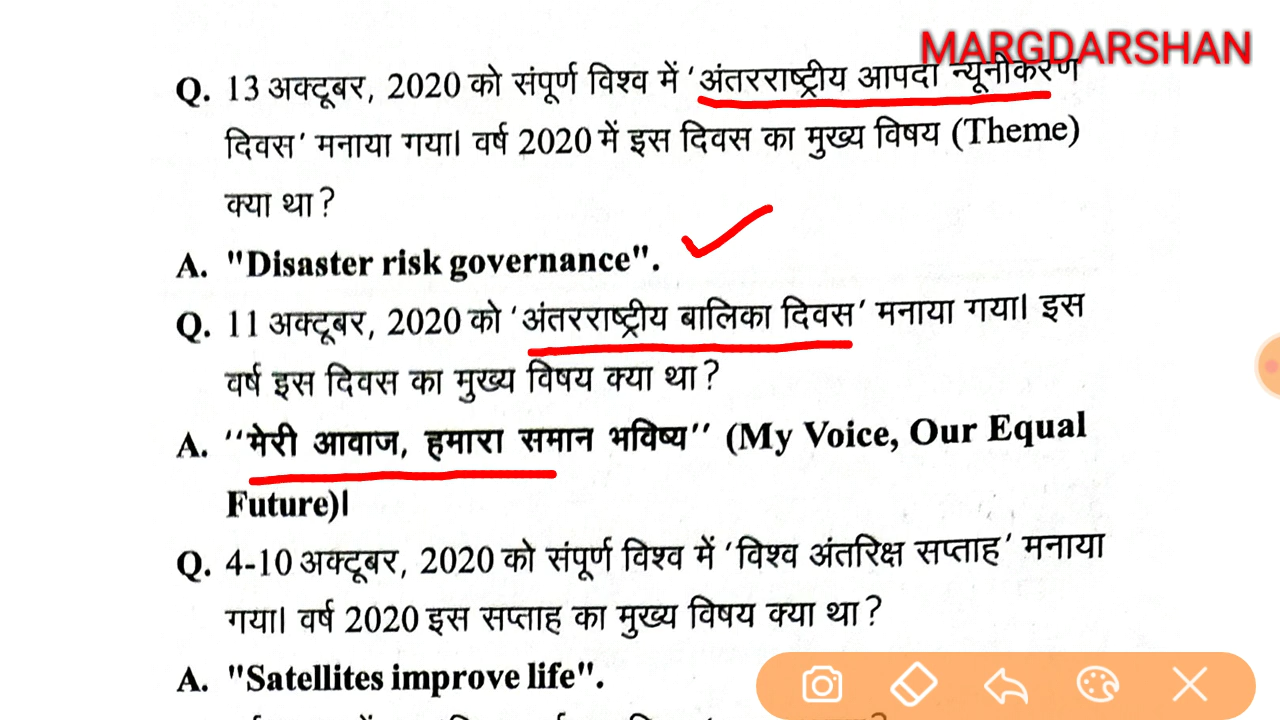 MARGDARSHAN
Q. 13 अक्टूबर, 2020 को संपूर्ण विश्व में ‘अंतरराष्ट्रीय आपदा न्यूनीकरण
दिवस’ मनाया गया। वर्ष 2020 में इस दिवस का मुख्य विषय (Theme)
क्या था?
A. "Disaster risk governance".
Q. 11 अक्टूबर, 2020 को ‘अंतरराष्ट्रीय बालिका दिवस’ मनाया गया। इस
वर्ष इस दिवस का मुख्य विषय क्या था?
A. ‘‘मेरी आवाज, हमारा समान भविष्य’’ (My Voice, Our Equal
Future)।
Q. 4-10 अक्टूबर, 2020 को संपूर्ण विश्व में ‘विश्व अंतरिक्ष सप्ताह’ मनाया
गया। वर्ष 2020 इस सप्ताह का मुख्य विषय क्या था?
A. "Satellites improve life".